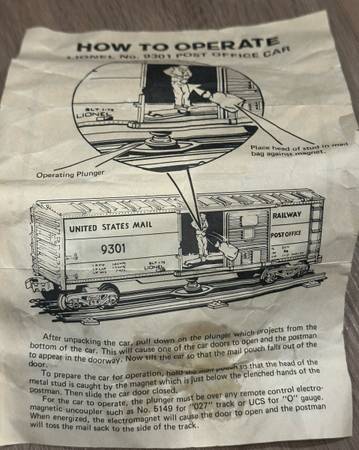 HOW TO OPERATE
LIONEL No. 9301 POST OFFICE CAR
BLT 1-73
LIONEL
Place head of stud in mail
bag against magnet.
Operating Plunger
UNITED STATES MAIL
9301
RAILWAY
POST OFFICE
LIONEL
After unpacking the car, pull down on the plunger which projects from the
bottom of the car. This will cause one of the car doors to open and the postman
to appear in the doorway. Now tilt the car so that the mail pouch falls out of the
door.
To prepare the car for operation, hold the mail pouch so that the head of the
metal stud is caught by the magnet which is just below the clenched hands of the
postman. Then slide the car door closed.
For the car to operate, the plunger must be over any remote control electro-
magnetic-uncoupler such as No. 5149 for "027" track or UCS for "O" gauge.
When energized, the electromagnet will cause the door to open and the postman
will toss the mail sack to the side of the track.